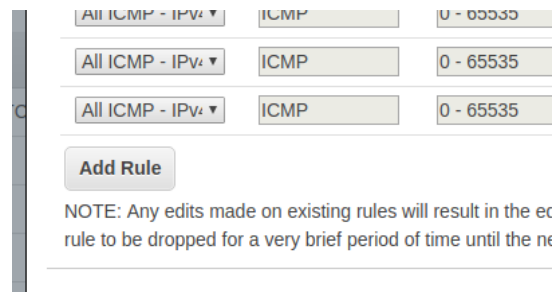 All ICMP - IPv4 ICMP 0 - 65535
All ICMP - IPv4 ICMP 0 - 65535
All ICMP - IPv4 ICMP 0 - 65535
Add Rule
NOTE: Any edits made on existing rules will result in the
rule to be dropped for a very brief period of time until the